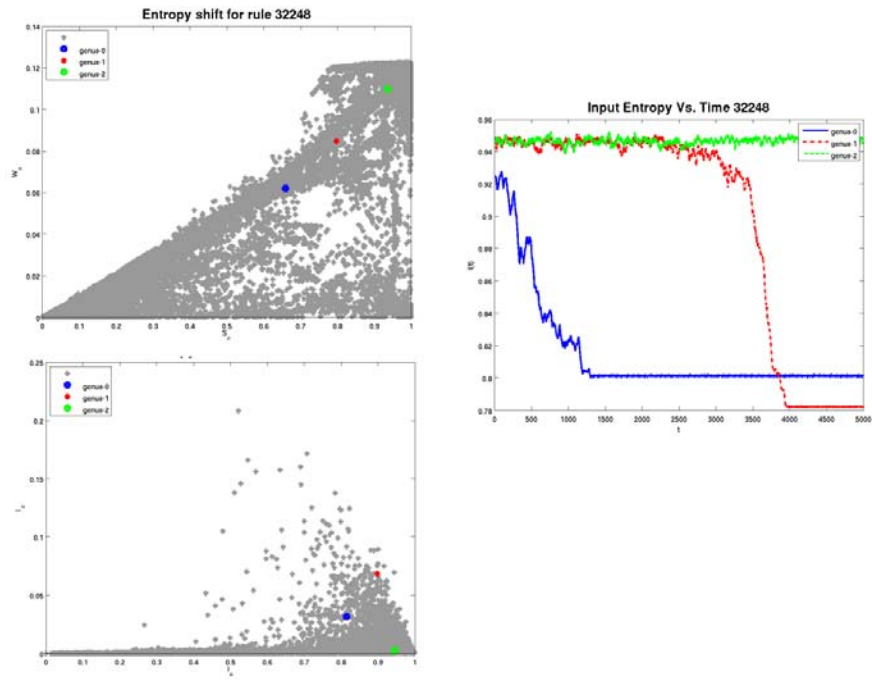 Entropy shift for rule 32248
0.14
0.12
0.1
0.08
0.06
0.04
0.02
0
genus-0
genus-1
genus-2
0 0.1 0.2 0.3 0.4 0.5 0.6 0.7 0.8 0.9 1
Input Entropy Vs. Time 32248
0.96
0.94
0.92
0.9
0.88
0.86
0.84
0.82
0.8
0.78
I(t)
genus-0
genus-1
genus-2
0 500 1000 1500 2000 2500 3000 3500 4000 4500 5000
t
0.25
0.2
0.15
0.1
0.05
0
genus-0
genus-1
genus-2
0 0.1 0.2 0.3 0.4 0.5 0.6 0.7 0.8 0.9 1